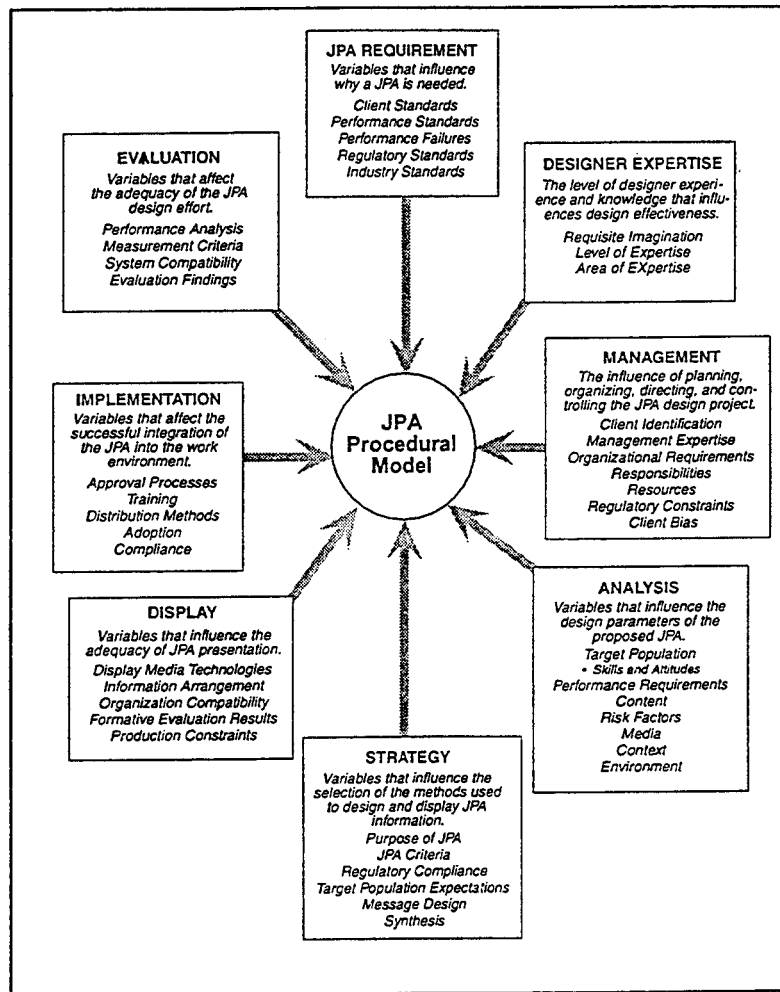 JPA REQUIREMENT
Variables that influence
why a JPA is needed.
Client Standards
Performance Standards
Performance Failures
Regulatory Standards
Industry Standards
EVALUATION
Variables that affect
the adequacy of the JPA
design effort.
Performance Analysis
Measurement Criteria
System Compatibility
Evaluation Findings
DESIGNER EXPERTISE
The level of designer experi-
ence and knowledge that influ-
ences design effectiveness.
Requisite Imagination
Level of Expertise
Area of EXpertise
IMPLEMENTATION
Variables that affect the
successful integration of
the JPA into the work
environment.
Approval Processes
Training
Distribution Methods
Adoption
Compliance
JPA
Procedural
Model
MANAGEMENT
The influence of planning,
organizing, directing, and con-
trolling the JPA design project.
Client Identification
Management Expertise
Organizational Requirements
Responsibilities
Resources
Regulatory Constraints
Client Bias
DISPLAY
Variables that influence the
adequacy of JPA presentation.
Display Media Technologies
Information Arrangement
Organization Compatibility
Formative Evaluation Results
Production Constraints
STRATEGY
Variables that influence the
selection of the methods used
to design and display JPA
information.
Purpose of JPA
JPA Criteria
Regulatory Compliance
Target Population Expectations
Message Design
Synthesis
ANALYSIS
Variables that influence the
design parameters of the
proposed JPA.
Target Population
• Skills and Attitudes
Performance Requirements
Content
Risk Factors
Media
Context
Environment